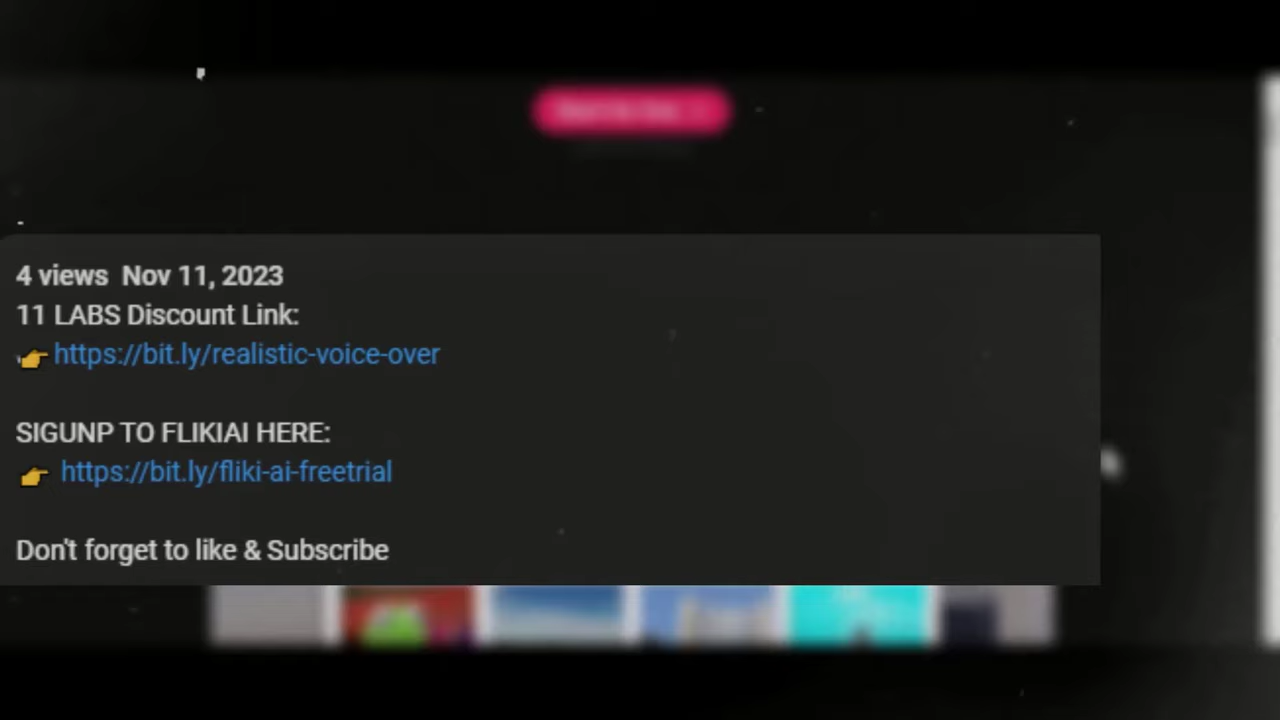 4 views  Nov 11, 2023
11 LABS Discount Link:
👉 https://bit.ly/realistic-voice-over
SIGUNP TO FLIKIAI HERE:
👉 https://bit.ly/fliki-ai-freetrial
Don't forget to like & Subscribe